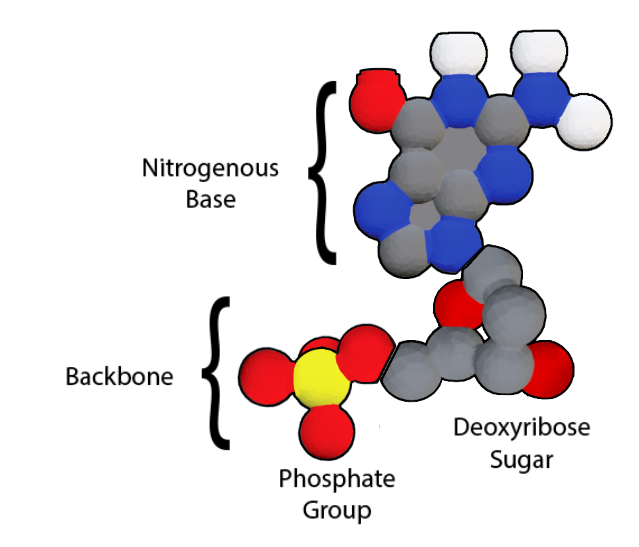 Nitrogenous
Base
Backbone
Deoxyribose
Sugar
Phosphate
Group